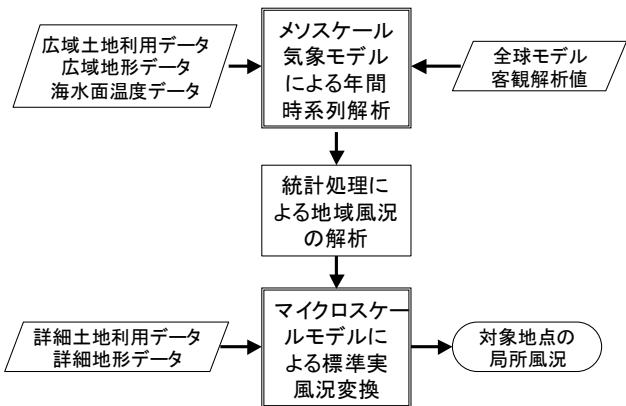 広域土地利用データ
広域地形データ
海水面温度データ
メソスケール
気象モデル
による年間
時系列解析
全球モデル
客観解析値
統計処理に
よる地域風況
の解析
詳細土地利用データ
詳細地形データ
マイクロスケー
ルモデルに
よる標準実
風況変換
対象地点の
局所風況